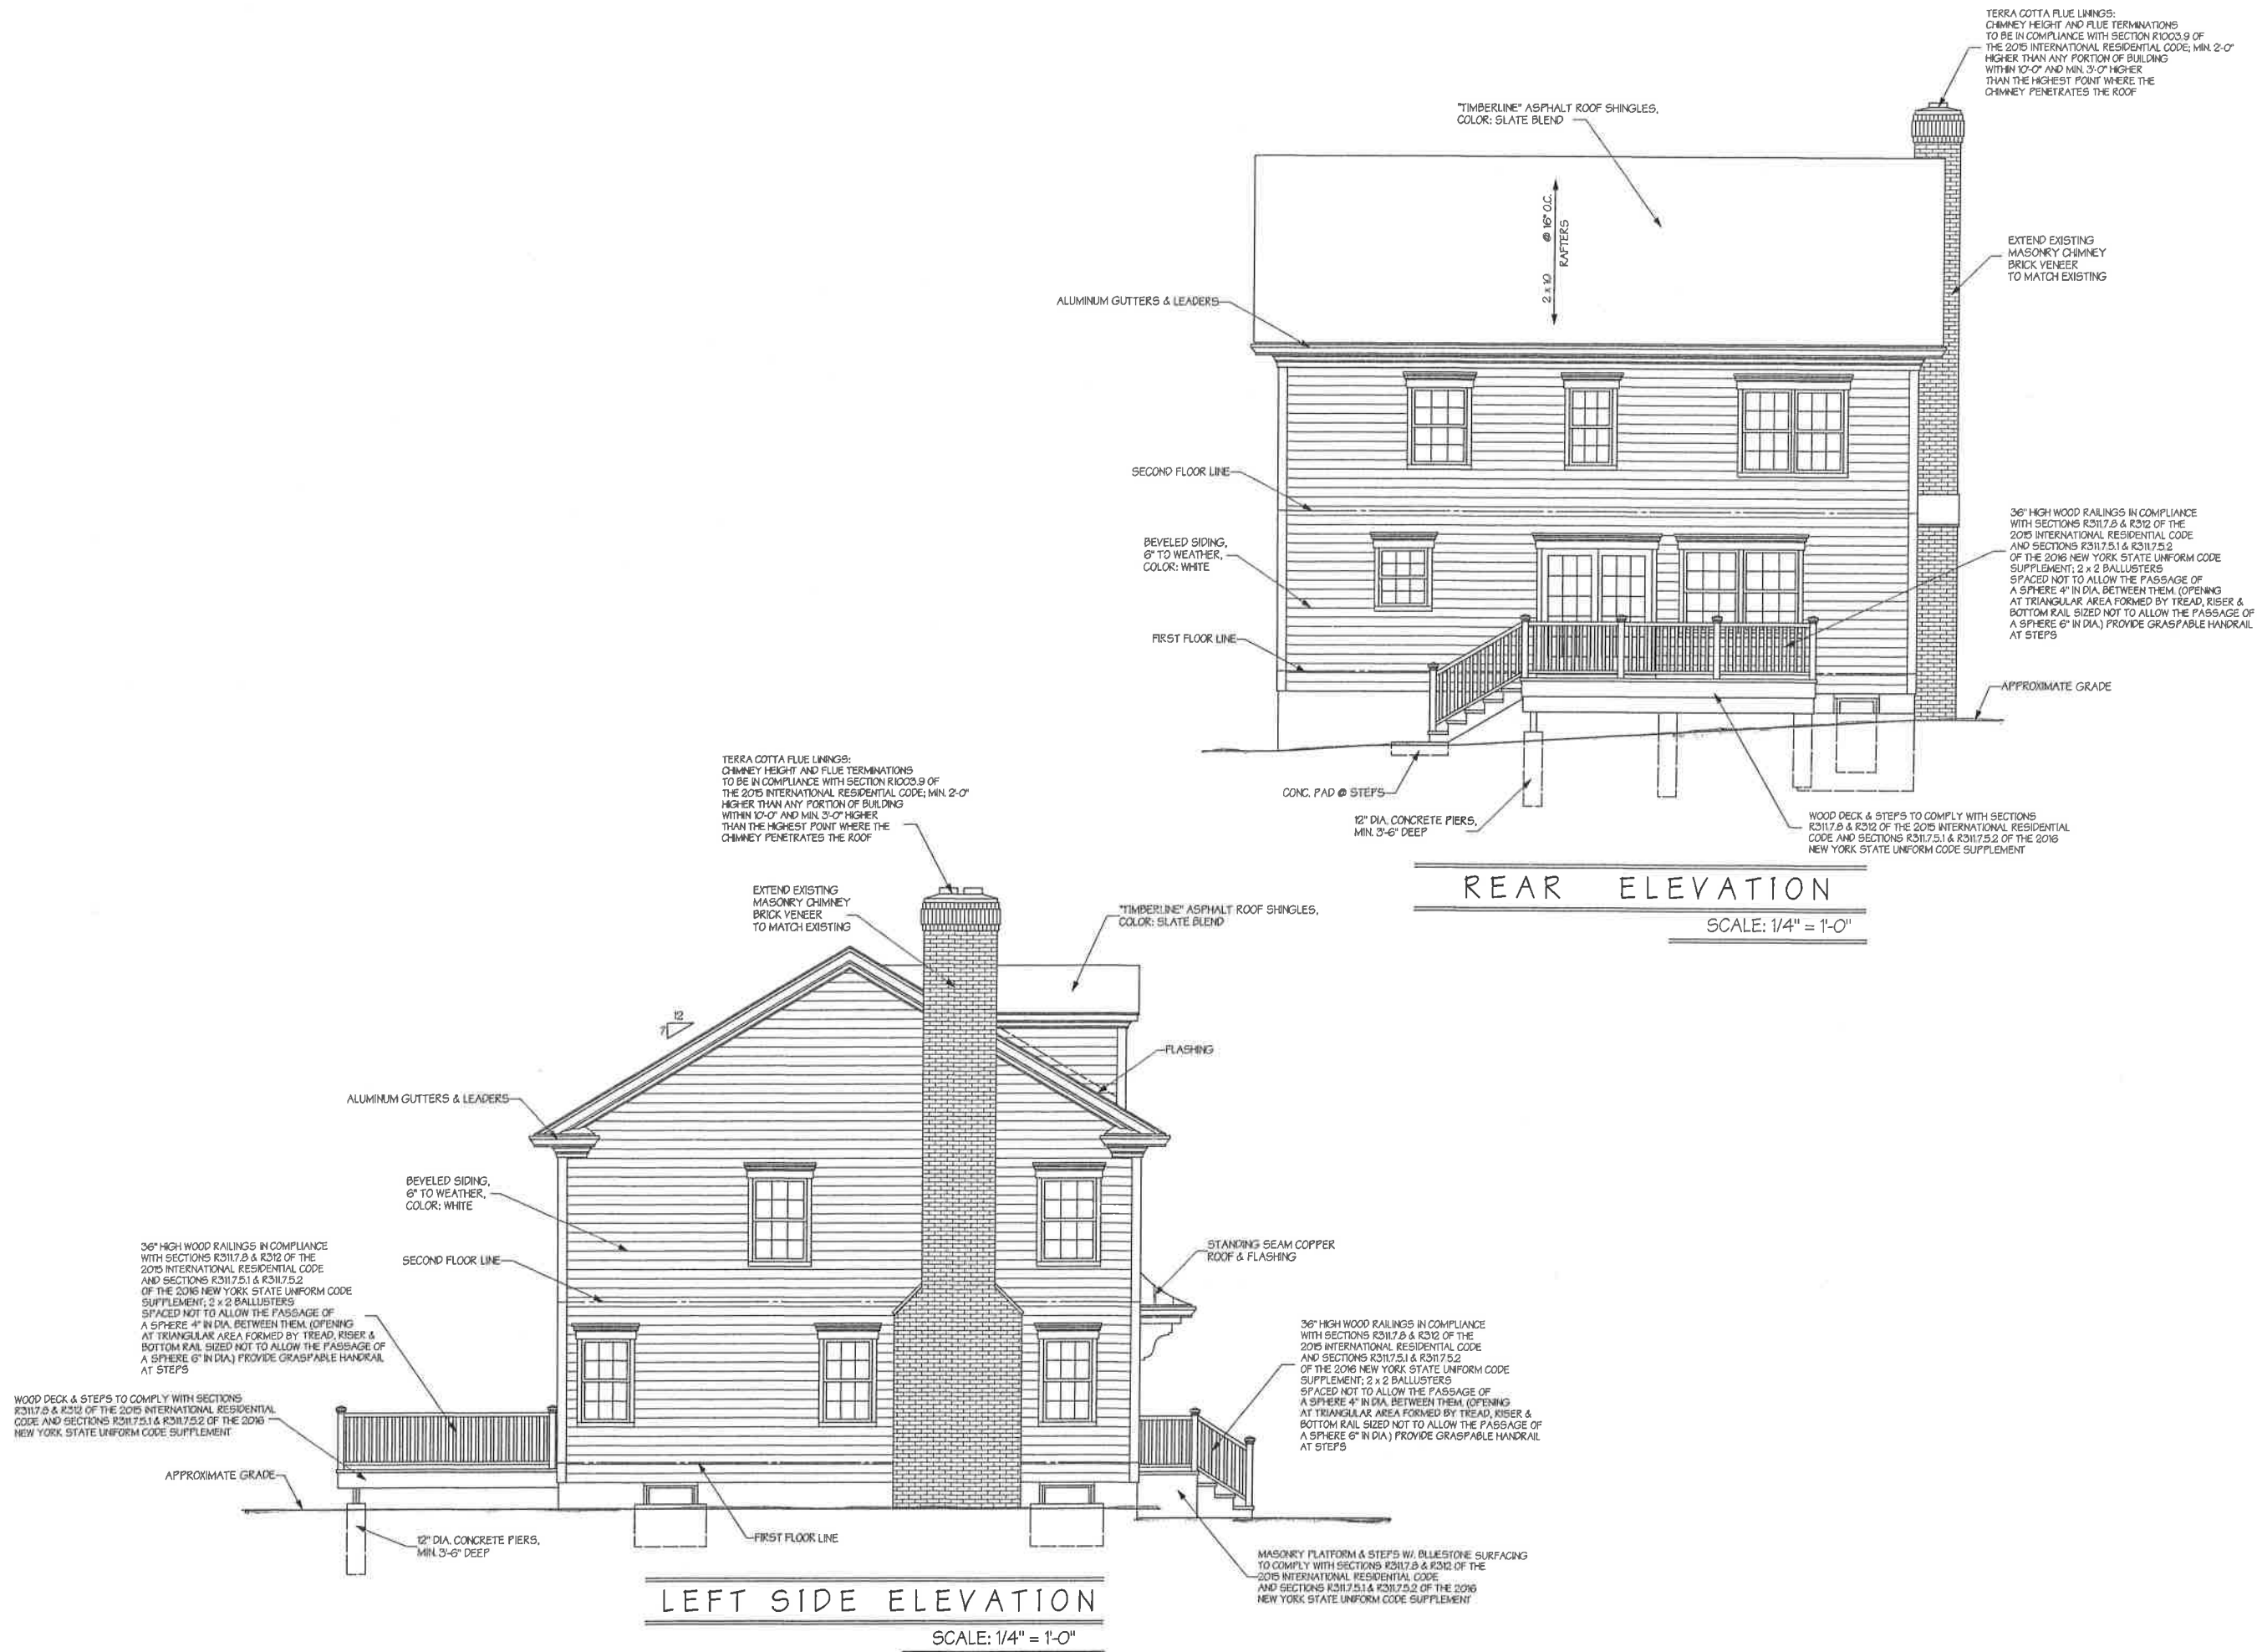 TERRA COTTA FLUE LININGS:
CHIMNEY HEIGHT AND FLUE TERMINATIONS
TO BE IN COMPLIANCE WITH SECTION R1003.9 OF
THE 2015 INTERNATIONAL RESIDENTIAL CODE; MIN. 2'-0"
HIGHER THAN ANY PORTION OF BUILDING
WITHIN 10'-0" AND MIN. 3'-0" HIGHER
THAN THE HIGHEST POINT WHERE THE
CHIMNEY PENETRATES THE ROOF
"TIMBERLINE" ASPHALT ROOF SHINGLES,
COLOR: SLATE BLEND
2 x 10 @ 16" O.C.
RAFTERS
EXTEND EXISTING
MASONRY CHIMNEY
BRICK VENEER
TO MATCH EXISTING
ALUMINUM GUTTERS & LEADERS
SECOND FLOOR LINE
BEVELED SIDING,
6" TO WEATHER,
COLOR: WHITE
FIRST FLOOR LINE
36" HIGH WOOD RAILINGS IN COMPLIANCE
WITH SECTIONS R311.7.8 & R312 OF THE
2015 INTERNATIONAL RESIDENTIAL CODE
AND SECTIONS R311.7.5.1 & R311.7.5.2
OF THE 2016 NEW YORK STATE UNIFORM CODE
SUPPLEMENT; 2 x 2 BALLUSTERS
SPACED NOT TO ALLOW THE PASSAGE OF
A SPHERE 4" IN DIA. BETWEEN THEM. (OPENING
AT TRIANGULAR AREA FORMED BY TREAD, RISER &
BOTTOM RAIL SIZED NOT TO ALLOW THE PASSAGE OF
A SPHERE 6" IN DIA.) PROVIDE GRASPABLE HANDRAIL
AT STEPS
APPROXIMATE GRADE
CONC. PAD @ STEPS
12" DIA. CONCRETE PIERS,
MIN. 3'-6" DEEP
WOOD DECK & STEPS TO COMPLY WITH SECTIONS
R311.7.8 & R312 OF THE 2015 INTERNATIONAL RESIDENTIAL
CODE AND SECTIONS R311.7.5.1 & R311.7.5.2 OF THE 2016
NEW YORK STATE UNIFORM CODE SUPPLEMENT
REAR ELEVATION
SCALE: 1/4" = 1'-0"
TERRA COTTA FLUE LININGS:
CHIMNEY HEIGHT AND FLUE TERMINATIONS
TO BE IN COMPLIANCE WITH SECTION R1003.9 OF
THE 2015 INTERNATIONAL RESIDENTIAL CODE; MIN. 2'-0"
HIGHER THAN ANY PORTION OF BUILDING
WITHIN 10'-0" AND MIN. 3'-0" HIGHER
THAN THE HIGHEST POINT WHERE THE
CHIMNEY PENETRATES THE ROOF
EXTEND EXISTING
MASONRY CHIMNEY
BRICK VENEER
TO MATCH EXISTING
"TIMBERLINE" ASPHALT ROOF SHINGLES,
COLOR: SLATE BLEND
12
7
FLASHING
ALUMINUM GUTTERS & LEADERS
BEVELED SIDING,
6" TO WEATHER,
COLOR: WHITE
SECOND FLOOR LINE
STANDING SEAM COPPER
ROOF & FLASHING
36" HIGH WOOD RAILINGS IN COMPLIANCE
WITH SECTIONS R311.7.8 & R312 OF THE
2015 INTERNATIONAL RESIDENTIAL CODE
AND SECTIONS R311.7.5.1 & R311.7.5.2
OF THE 2016 NEW YORK STATE UNIFORM CODE
SUPPLEMENT; 2 x 2 BALLUSTERS
SPACED NOT TO ALLOW THE PASSAGE OF
A SPHERE 4" IN DIA. BETWEEN THEM. (OPENING
AT TRIANGULAR AREA FORMED BY TREAD, RISER &
BOTTOM RAIL SIZED NOT TO ALLOW THE PASSAGE OF
A SPHERE 6" IN DIA.) PROVIDE GRASPABLE HANDRAIL
AT STEPS
WOOD DECK & STEPS TO COMPLY WITH SECTIONS
R311.7.8 & R312 OF THE 2015 INTERNATIONAL RESIDENTIAL
CODE AND SECTIONS R311.7.5.1 & R311.7.5.2 OF THE 2016
NEW YORK STATE UNIFORM CODE SUPPLEMENT
APPROXIMATE GRADE
12" DIA. CONCRETE PIERS,
MIN. 3'-6" DEEP
FIRST FLOOR LINE
36" HIGH WOOD RAILINGS IN COMPLIANCE
WITH SECTIONS R311.7.8 & R312 OF THE
2015 INTERNATIONAL RESIDENTIAL CODE
AND SECTIONS R311.7.5.1 & R311.7.5.2
OF THE 2016 NEW YORK STATE UNIFORM CODE
SUPPLEMENT; 2 x 2 BALLUSTERS
SPACED NOT TO ALLOW THE PASSAGE OF
A SPHERE 4" IN DIA. BETWEEN THEM. (OPENING
AT TRIANGULAR AREA FORMED BY TREAD, RISER &
BOTTOM RAIL SIZED NOT TO ALLOW THE PASSAGE OF
A SPHERE 6" IN DIA.) PROVIDE GRASPABLE HANDRAIL
AT STEPS
MASONRY PLATFORM & STEPS W/. BLUESTONE SURFACING
TO COMPLY WITH SECTIONS R311.7.8 & R312 OF THE
2015 INTERNATIONAL RESIDENTIAL CODE
AND SECTIONS R311.7.5.1 & R311.7.5.2 OF THE 2016
NEW YORK STATE UNIFORM CODE SUPPLEMENT
LEFT SIDE ELEVATION
SCALE: 1/4" = 1'-0"